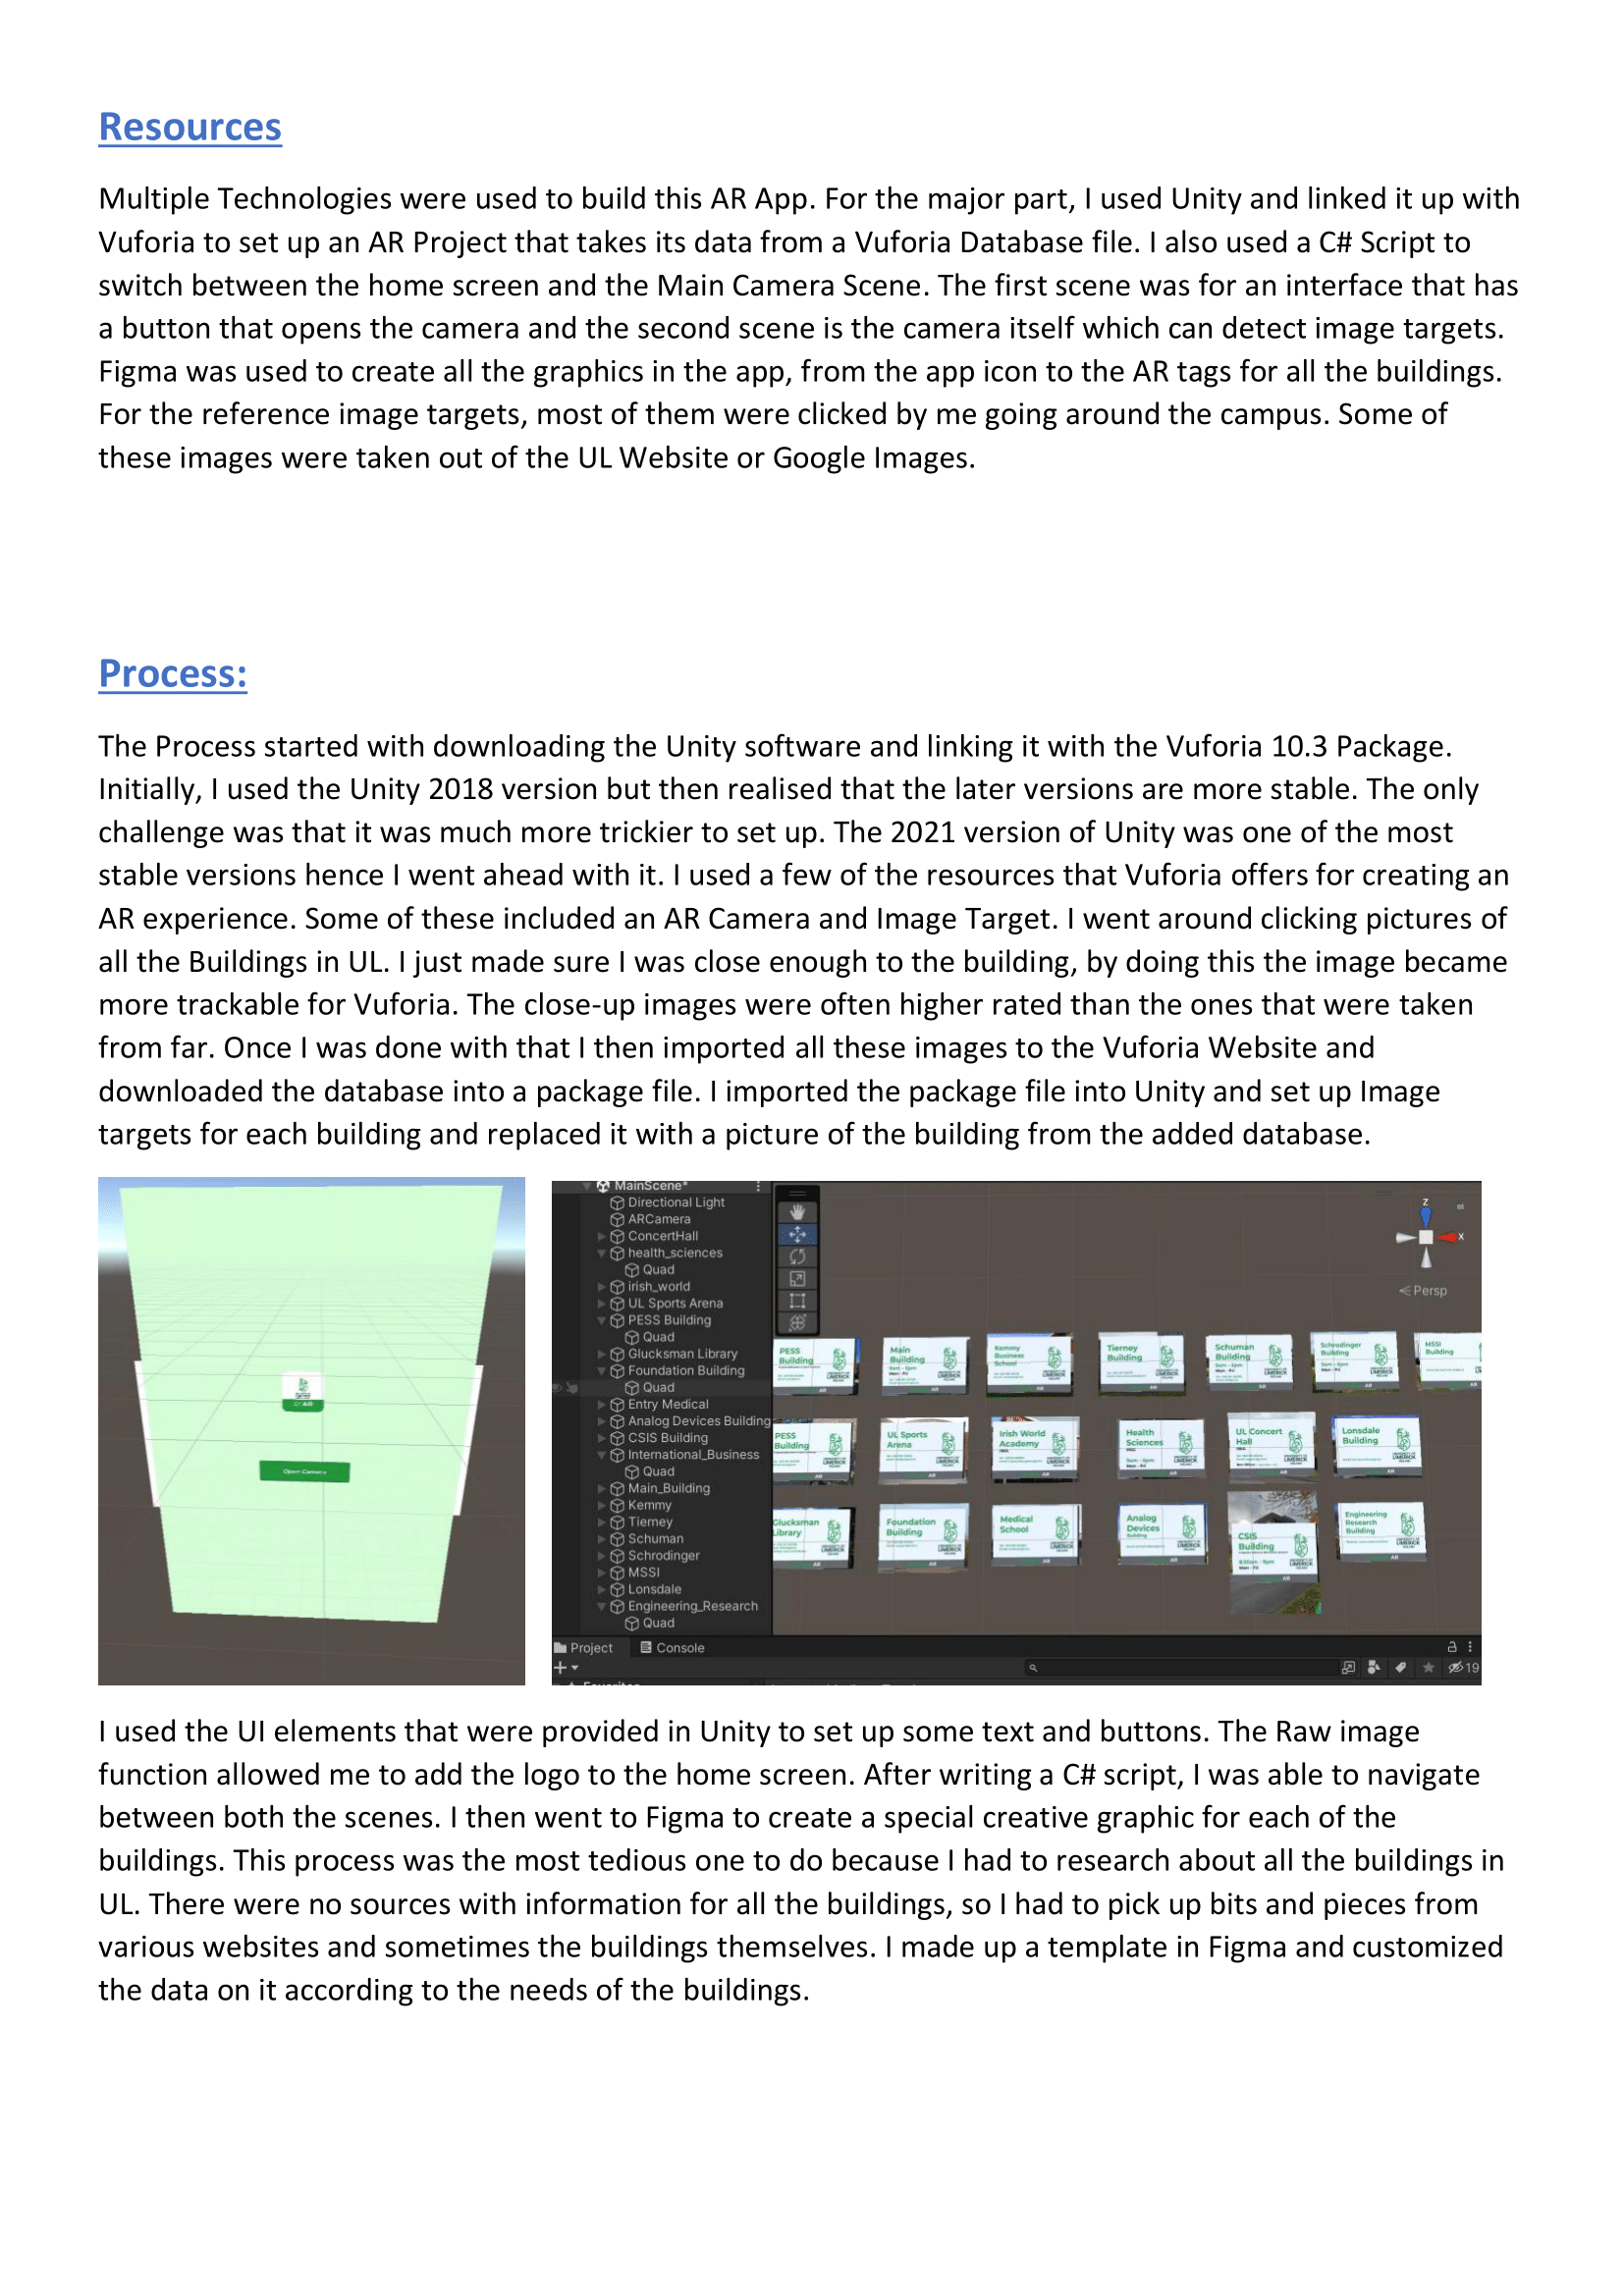 Resources
Multiple Technologies were used to build this AR App. For the major part, I used Unity and linked it up with
Vuforia to set up an AR Project that takes its data from a Vuforia Database file. I also used a C# Script to
switch between the home screen and the Main Camera Scene. The first scene was for an interface that has
a button that opens the camera and the second scene is the camera itself which can detect image targets.
Figma was used to create all the graphics in the app, from the app icon to the AR tags for all the buildings.
For the reference image targets, most of them were clicked by me going around the campus. Some of
these images were taken out of the UL Website or Google Images.
Process:
The Process started with downloading the Unity software and linking it with the Vuforia 10.3 Package.
Initially, I used the Unity 2018 version but then realised that the later versions are more stable. The only
challenge was that it was much more trickier to set up. The 2021 version of Unity was one of the most
stable versions hence I went ahead with it. I used a few of the resources that Vuforia offers for creating an
AR experience. Some of these included an AR Camera and Image Target. I went around clicking pictures of
all the Buildings in UL. I just made sure I was close enough to the building, by doing this the image became
more trackable for Vuforia. The close-up images were often higher rated than the ones that were taken
from far. Once I was done with that I then imported all these images to the Vuforia Website and
downloaded the database into a package file. I imported the package file into Unity and set up Image
targets for each building and replaced it with a picture of the building from the added database.
Open Camera
MainScene*
Directional Light
ARCamera
ConcertHall
health_sciences
Quad
irish_world
UL Sports Arena
PESS Building
Quad
Glucksman Library
Foundation Building
Quad
Entry Medical
Analog Devices Building
CSIS Building
International_Business
Quad
Main_Building
Kemmy
Tierney
Schuman
Schrodinger
MSSI
Lonsdale
Engineering_Research
Quad
z
x
Persp
PESS Building
Main Building
Kemmy Business School
Tierney Building
Schuman Building
Schrodinger Building
MSSI Building
PESS Building
UL Sports Arena
Irish World Academy
Health Sciences
UL Concert Hall
Lonsdale Building
Glucksman Library
Foundation Building
Medical School
Analog Devices Building
CSIS Building
Engineering Research Building
Project
Console
19
I used the UI elements that were provided in Unity to set up some text and buttons. The Raw image
function allowed me to add the logo to the home screen. After writing a C# script, I was able to navigate
between both the scenes. I then went to Figma to create a special creative graphic for each of the
buildings. This process was the most tedious one to do because I had to research about all the buildings in
UL. There were no sources with information for all the buildings, so I had to pick up bits and pieces from
various websites and sometimes the buildings themselves. I made up a template in Figma and customized
the data on it according to the needs of the buildings.